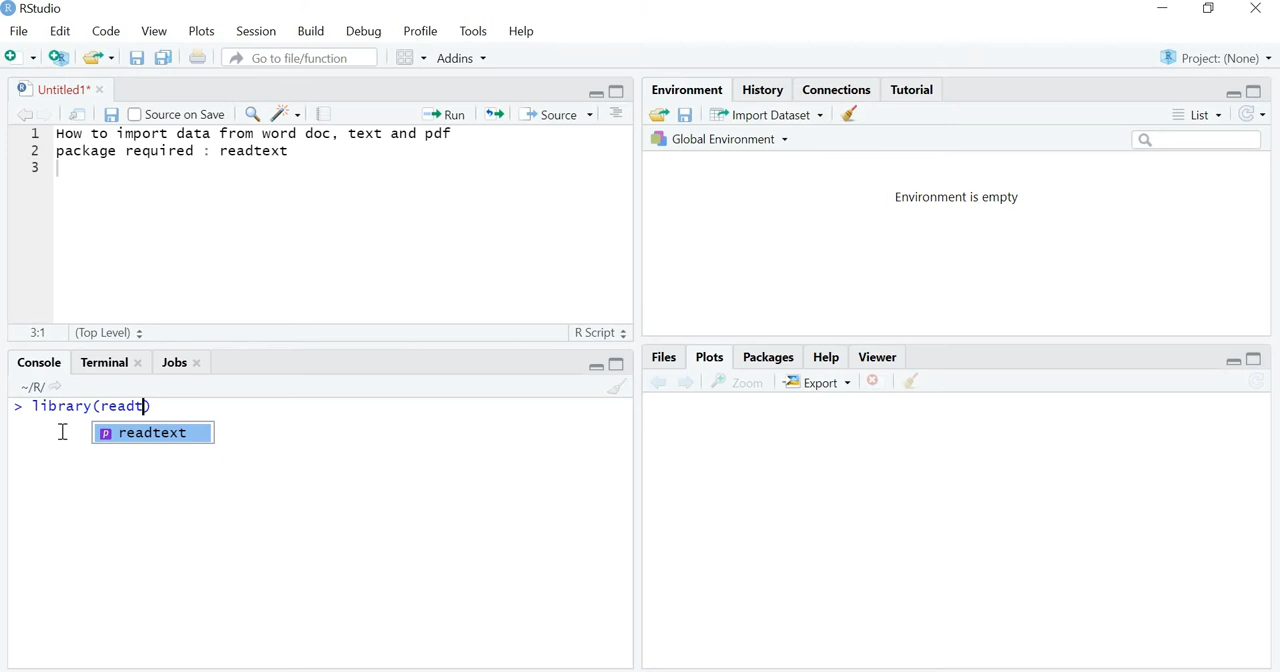 RStudio
File Edit Code View Plots Session Build Debug Profile Tools Help
Go to file/function Addins Project: (None)
Untitled1*
Source on Save Run Source
1 How to import data from word doc, text and pdf
2 package required : readtext
3
3:1 (Top Level) R Script
Console Terminal Jobs
~/R/
> library(readt)
readtext
Environment History Connections Tutorial
Import Dataset List
Global Environment
Environment is empty
Files Plots Packages Help Viewer
Zoom Export